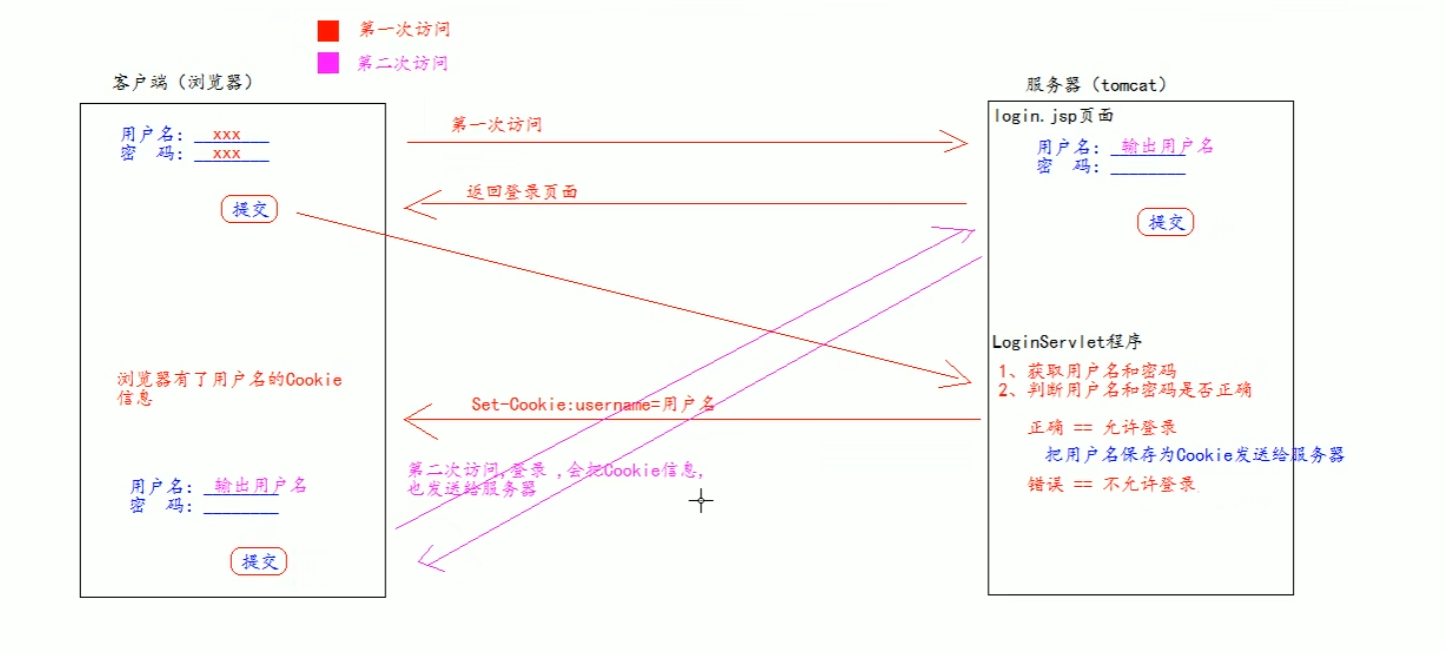 第一次访问
第二次访问
客户端（浏览器）
用户名：xxx
密 码：xxx
提交
浏览器有了用户名的Cookie
信息
用户名：输出用户名
密 码：
提交
第一次访问
返回登录页面
Set-Cookie:username=用户名
第二次访问,登录 ,会把Cookie信息,
也发送给服务器
服务器（tomcat）
login.jsp页面
用户名：输出用户名
密 码：
提交
LoginServlet程序
1、获取用户名和密码
2、判断用户名和密码是否正确
正确 == 允许登录
把用户名保存为Cookie发送给服务器
错误 == 不允许登录